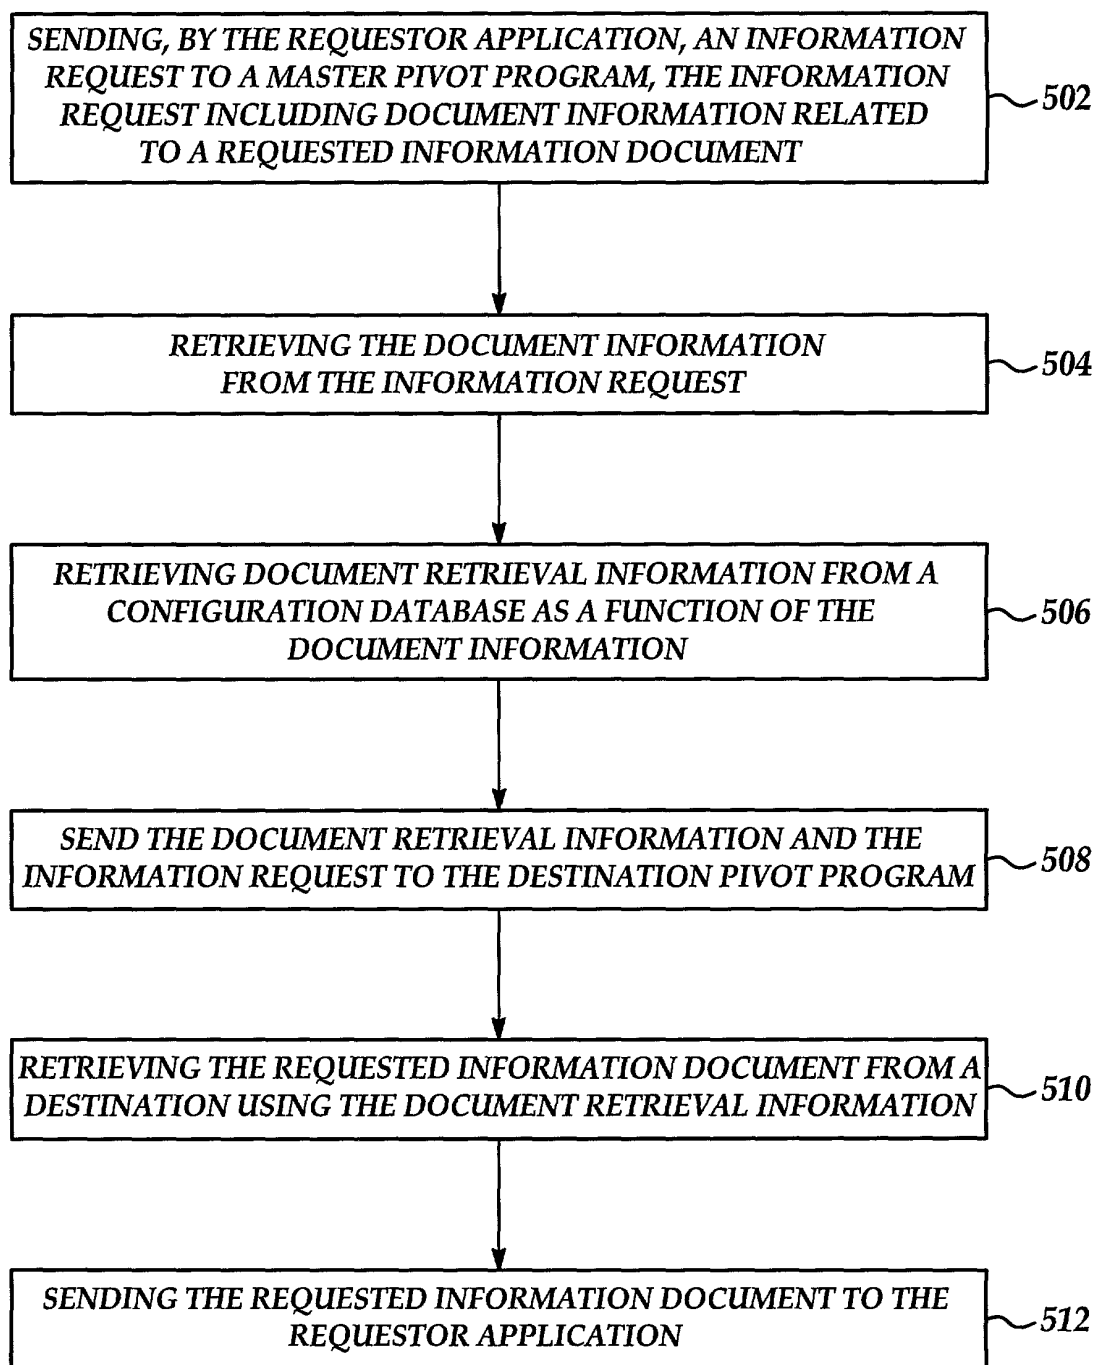 SENDING, BY THE REQUESTOR APPLICATION, AN INFORMATION
REQUEST TO A MASTER PIVOT PROGRAM, THE INFORMATION
REQUEST INCLUDING DOCUMENT INFORMATION RELATED
TO A REQUESTED INFORMATION DOCUMENT
502
RETRIEVING THE DOCUMENT INFORMATION
FROM THE INFORMATION REQUEST
504
RETRIEVING DOCUMENT RETRIEVAL INFORMATION FROM A
CONFIGURATION DATABASE AS A FUNCTION OF THE
DOCUMENT INFORMATION
506
SEND THE DOCUMENT RETRIEVAL INFORMATION AND THE
INFORMATION REQUEST TO THE DESTINATION PIVOT PROGRAM
508
RETRIEVING THE REQUESTED INFORMATION DOCUMENT FROM A
DESTINATION USING THE DOCUMENT RETRIEVAL INFORMATION
510
SENDING THE REQUESTED INFORMATION DOCUMENT TO THE
REQUESTOR APPLICATION
512